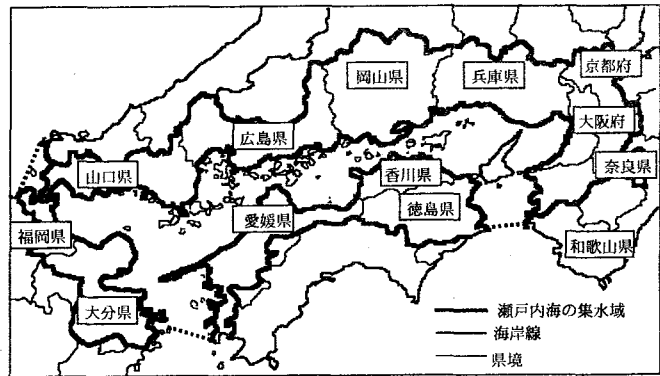 京都府
岡山県
兵庫県
大阪府
広島県
奈良県
山口県
香川県
愛媛県
徳島県
福岡県
和歌山県
大分県
瀬戸内海の集水域
海岸線
県境